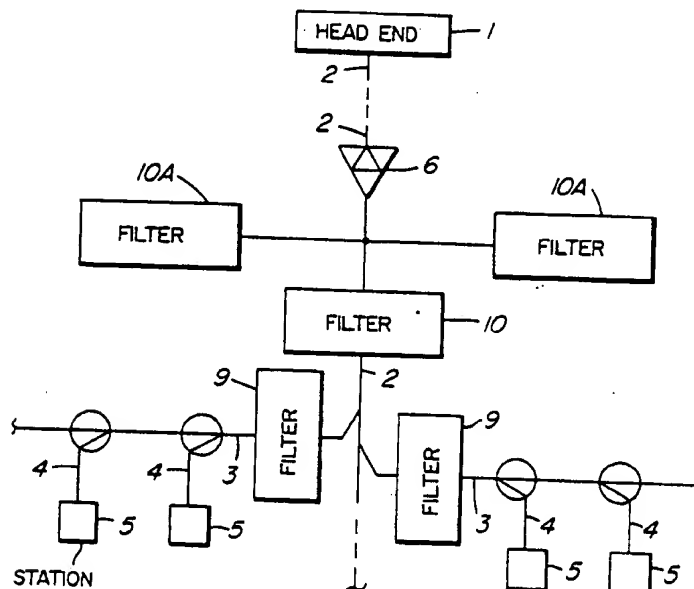 HEAD END 1
2
2
6
10A 10A
FILTER FILTER
FILTER 10
2
9 9
FILTER FILTER
4 4 3 3 4 4
5 5 5 5
STATION